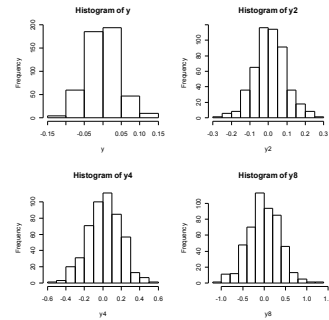 Histogram of y
Frequency
0 50 100 150 200
-0.15 -0.05 0.05 0.15
y
Histogram of y2
Frequency
0 20 40 60 80 100
-0.3 -0.2 -0.1 0.0 0.1 0.2 0.3
y2
Histogram of y4
Frequency
0 20 40 60 80 100
-0.6 -0.4 -0.2 0.0 0.2 0.4 0.6
y4
Histogram of y8
Frequency
0 20 40 60 80 100
-1.0 -0.5 0.0 0.5 1.0
y8